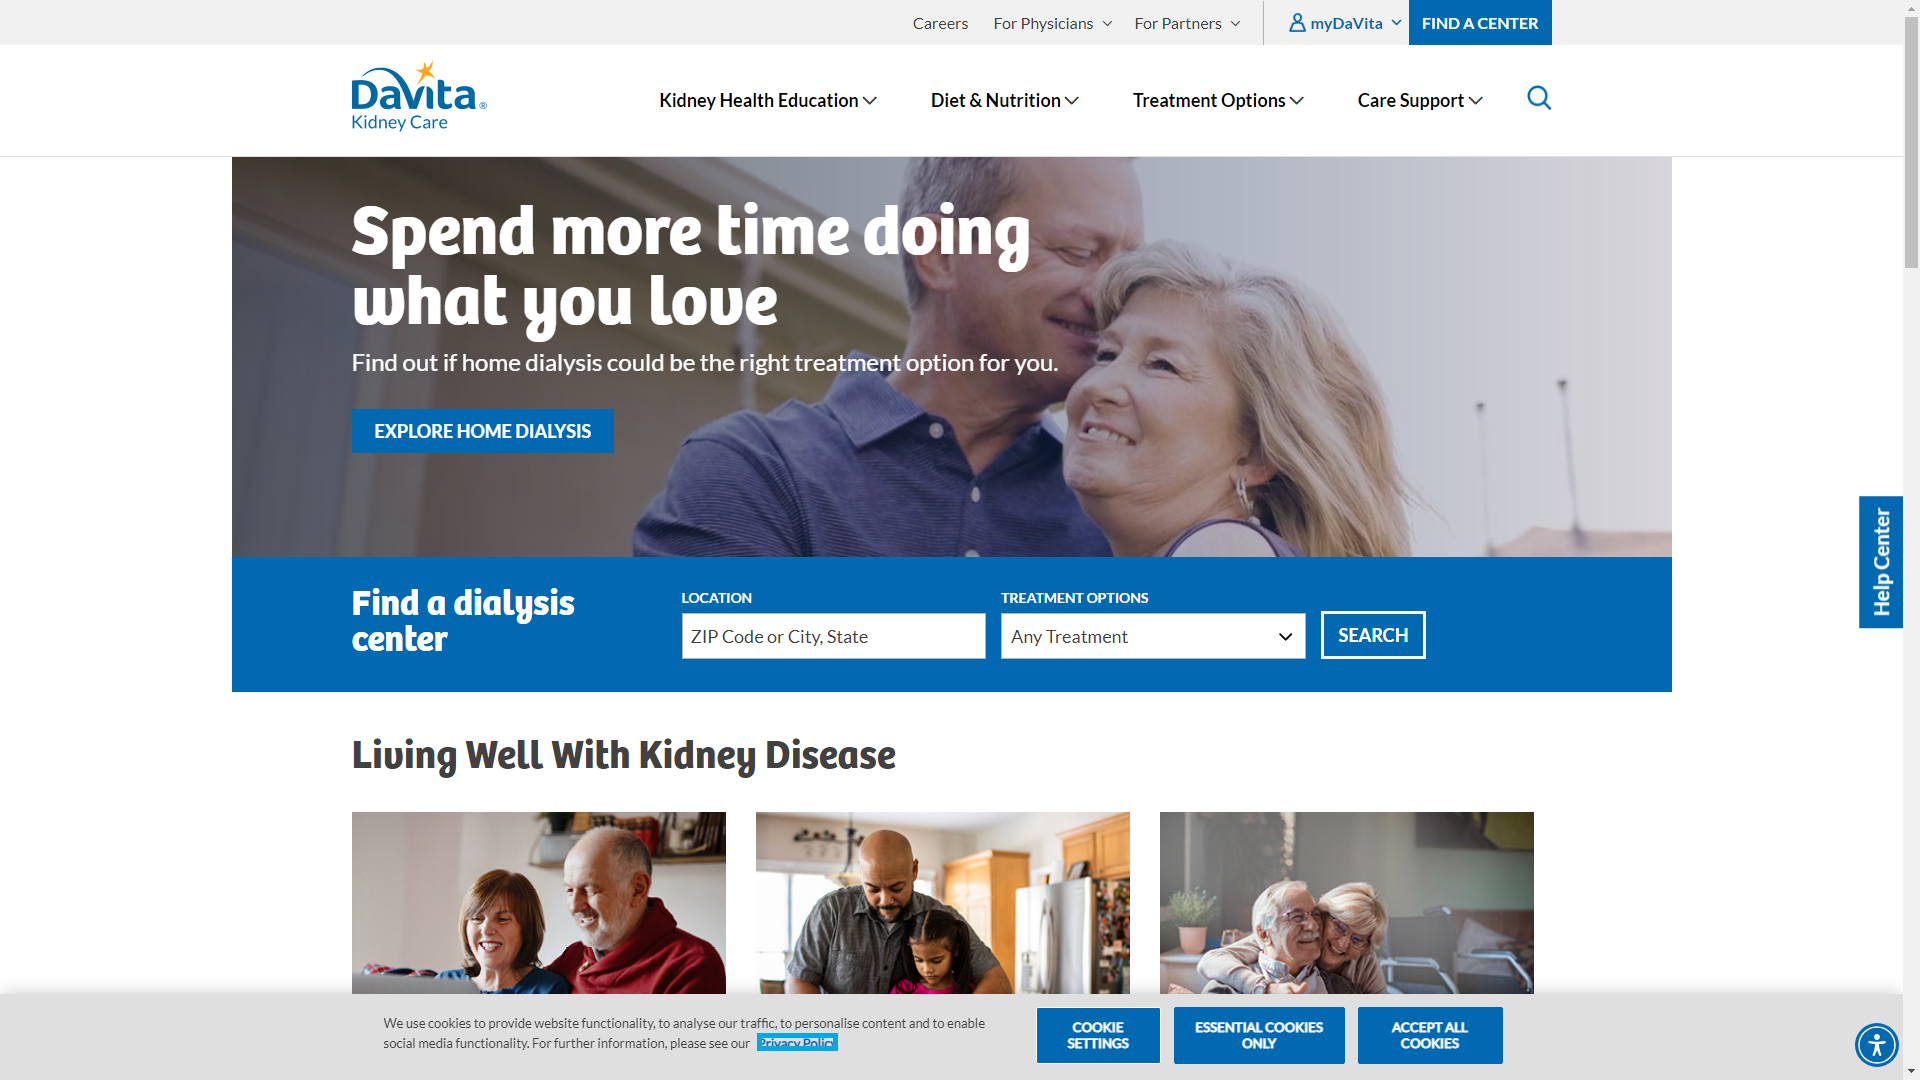 Careers For Physicians For Partners myDaVita FIND A CENTER
DaVita®
Kidney Care
Kidney Health Education Diet & Nutrition Treatment Options Care Support
Spend more time doing
what you love
Find out if home dialysis could be the right treatment option for you.
EXPLORE HOME DIALYSIS
Help Center
Find a dialysis
center
LOCATION
ZIP Code or City, State
TREATMENT OPTIONS
Any Treatment
SEARCH
Living Well With Kidney Disease
We use cookies to provide website functionality, to analyse our traffic, to personalise content and to enable
social media functionality. For further information, please see our Privacy Policy
COOKIE
SETTINGS
ESSENTIAL COOKIES
ONLY
ACCEPT ALL
COOKIES